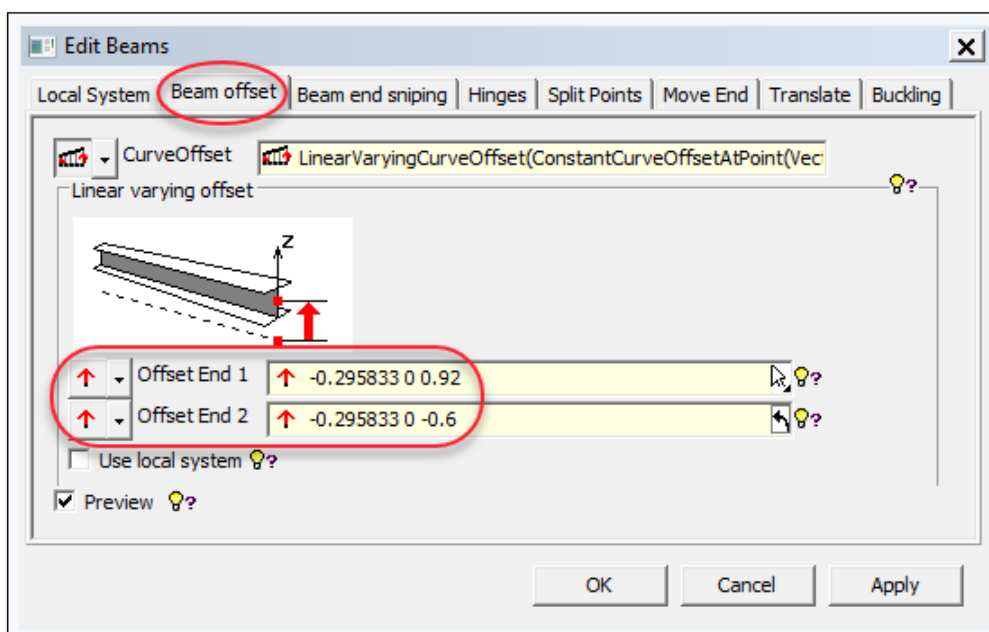 Edit Beams
Local System Beam offset Beam end sniping Hinges Split Points Move End Translate Buckling
CurveOffset LinearVaryingCurveOffset(ConstantCurveOffsetAtPoint(Vec
Linear varying offset
Z
Offset End 1 -0.295833 0 0.92
Offset End 2 -0.295833 0 -0.6
Use local system
Preview
OK Cancel Apply